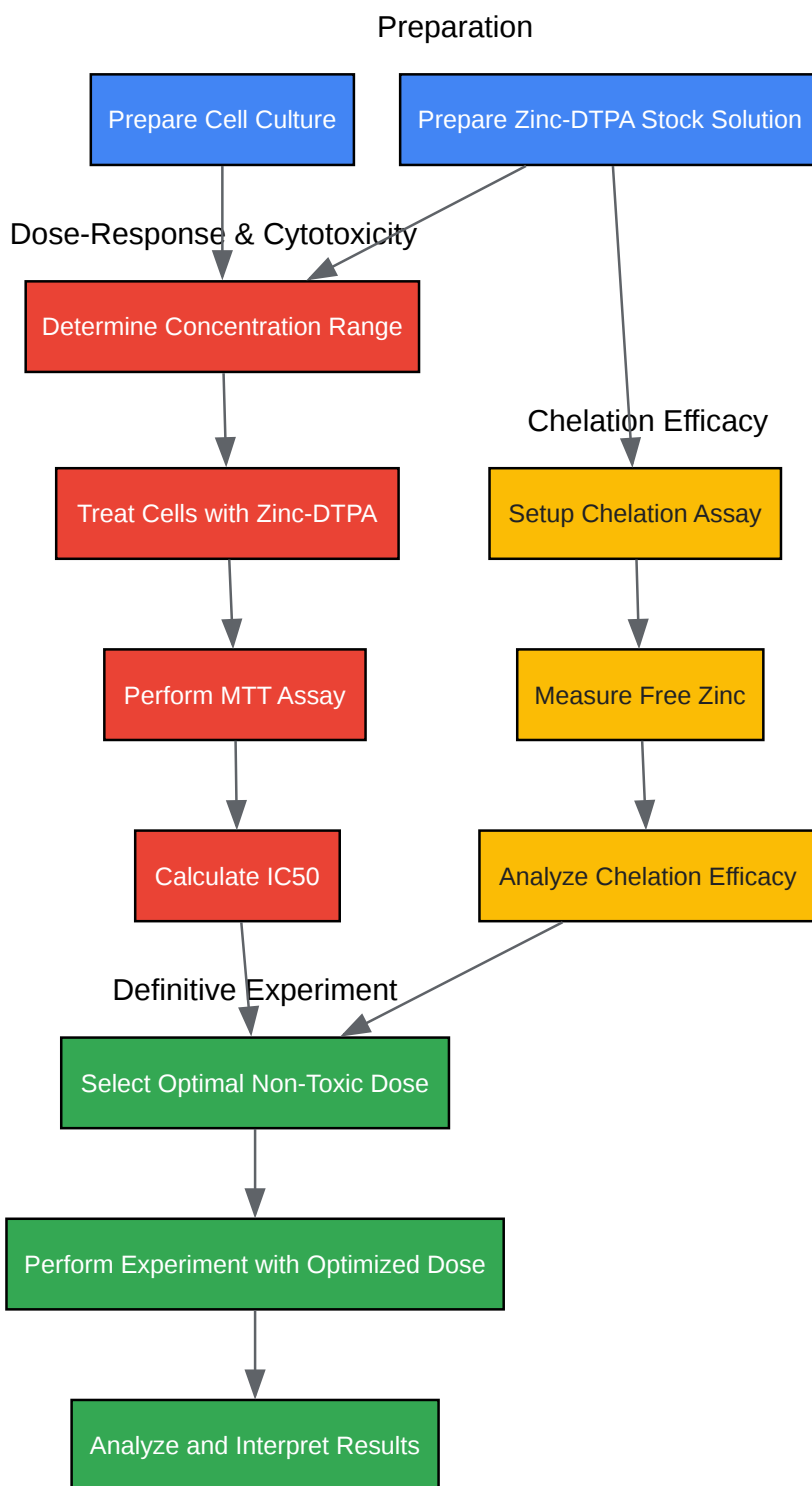 Preparation
Prepare Cell Culture
Prepare Zinc-DTPA Stock Solution
Dose-Response & Cytotoxicity
Determine Concentration Range
Chelation Efficacy
Treat Cells with Zinc-DTPA
Setup Chelation Assay
Perform MTT Assay
Measure Free Zinc
Calculate IC50
Analyze Chelation Efficacy
Definitive Experiment
Select Optimal Non-Toxic Dose
Perform Experiment with Optimized Dose
Analyze and Interpret Results